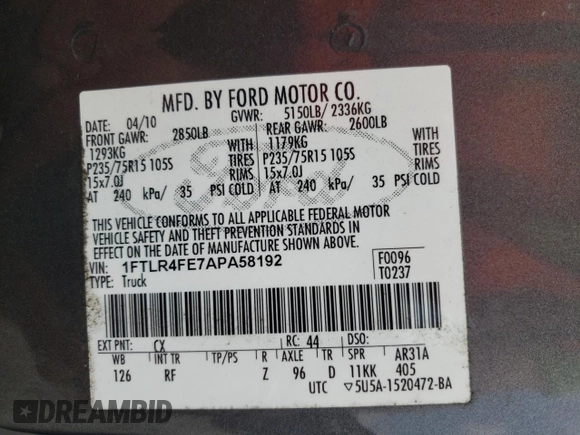 MFD. BY FORD MOTOR CO.
DATE: 04/10 GVWR: 5150LB/ 2336KG
FRONT GAWR: 2850LB REAR GAWR: 2600LB
1293KG WITH 1179KG WITH
P235/75R15 105S TIRES P235/75R15 105S TIRES
15x7.0J RIMS 15x7.0J RIMS
AT 240 kPa/ 35 PSI COLD AT 240 kPa/ 35 PSI COLD
THIS VEHICLE CONFORMS TO ALL APPLICABLE FEDERAL MOTOR
VEHICLE SAFETY AND THEFT PREVENTION STANDARDS IN
EFFECT ON THE DATE OF MANUFACTURE SHOWN ABOVE.
VIN: 1FTLR4FE7APA58192 F0096
TYPE: Truck T0237
EXT PNT: CX RC: 44 DSO:
WB INT TR TP/PS R AXLE TR SPR AR31A
126 RF Z 96 D 11KK 405
UTC ▽5U5A-1520472-BA
Ford
DREAMBID